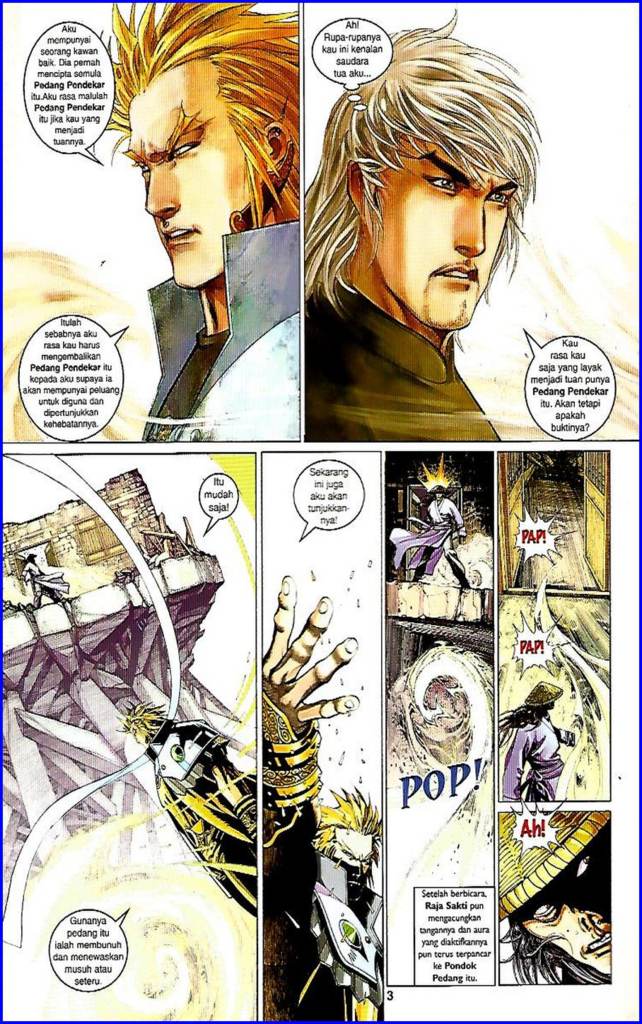 Aku
mempunyai
seorang kawan
baik. Dia pernah
mencipta semula
Pedang Pendekar
itu.Aku rasa malulah
Pedang Pendekar
itu jika kau yang
menjadi
tuannya.
Ah!
Rupa-rupanya
kau ini kenalan
saudara
tua aku...
Itulah
sebabnya aku
rasa kau harus
mengembalikan
Pedang Pendekar itu
kepada aku supaya ia
akan mempunyai peluang
untuk diguna dan
dipertunjukkan
kehebatannya.
Kau
rasa kau
saja yang layak
menjadi tuan punya
Pedang Pendekar
itu. Akan tetapi
apakah
buktinya?
Itu
mudah
saja!
Gunanya
pedang itu
ialah membunuh
dan menewaskan
musuh atau
seteru.
Sekarang
ini juga
aku akan
tunjukkan-
nya!
POP!
Setelah berbicara,
Raja Sakti pun
mengacungkan
tangannya dan aura
yang diaktifkannya
pun terus terpancar
ke Pondok
Pedang itu.
PAP!
PAP!
Ah!
3